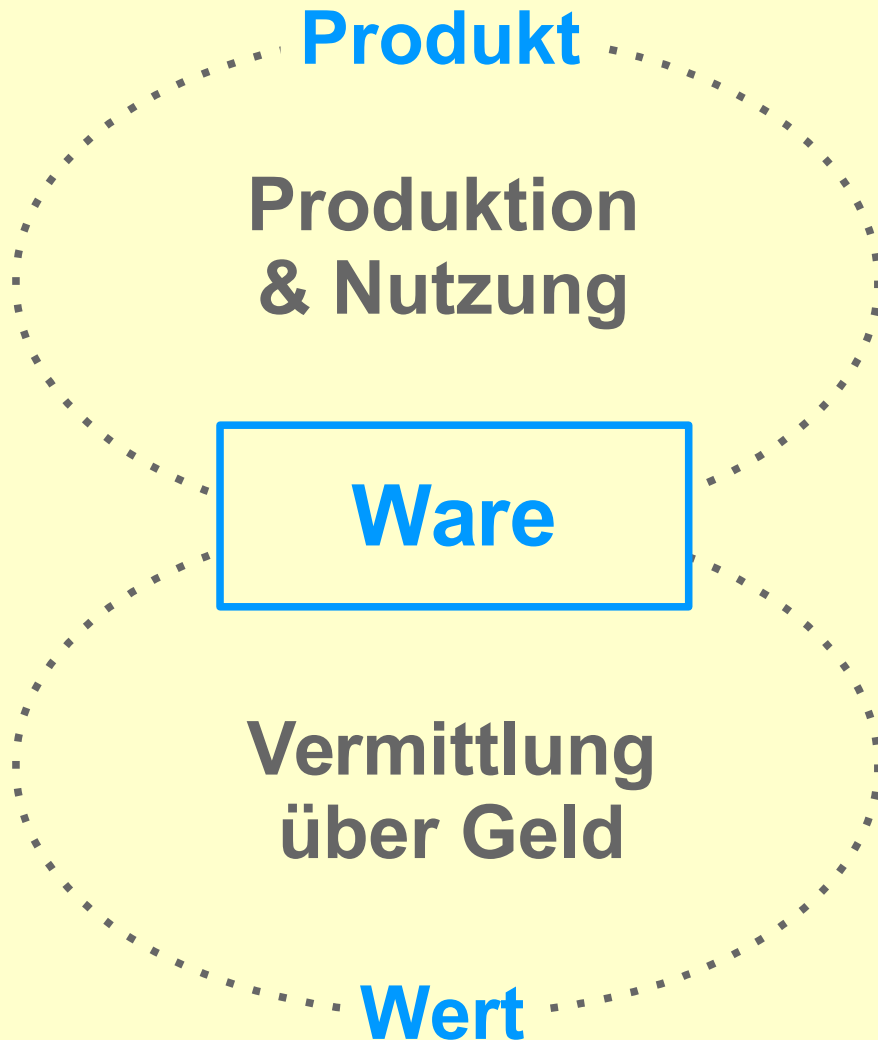 Produkt
Produktion
& Nutzung
Ware
Vermittlung
über Geld
Wert